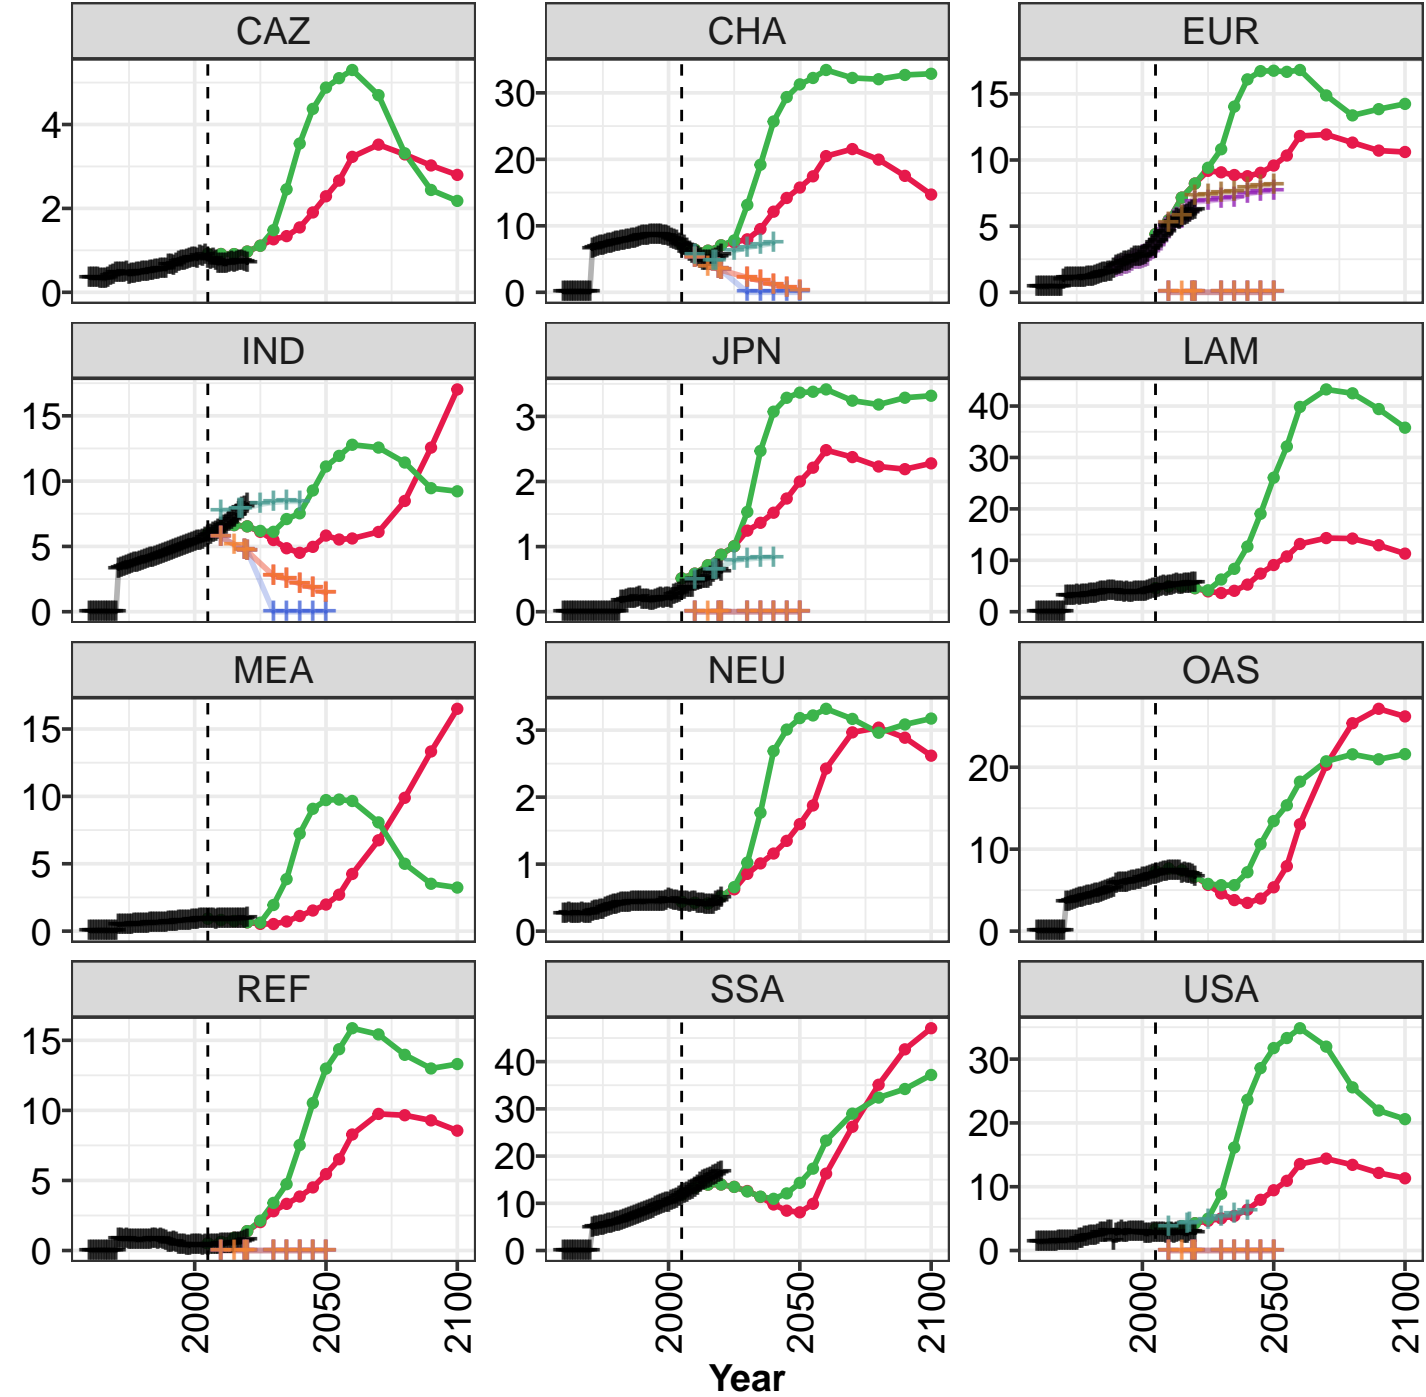 CAZ CHA EUR
4 30 15
2 20 10
0 10 5
0 0
IND JPN LAM
15 3 40
10 2 30
5 1 20
0 0 10
0
MEA NEU OAS
15 3 20
10 2 10
5 1 0
0 0
REF SSA USA
15 40 30
10 30 20
5 20 10
0 10 0
0
2000 2050 2100 2000 2050 2100 2000 2050 2100
Year